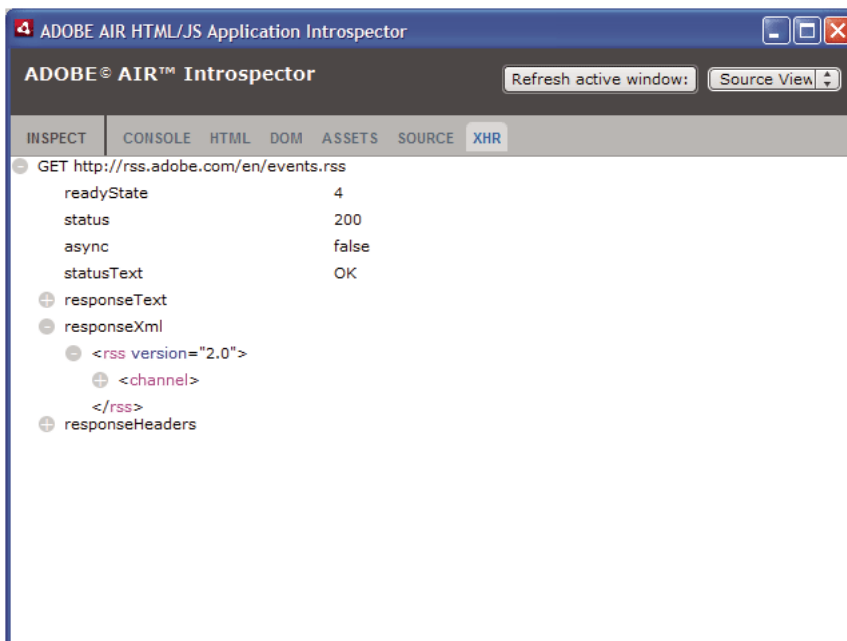 ADOBE AIR HTML/JS Application Introspector
ADOBE© AIR™ Introspector Refresh active window: Source View
INSPECT CONSOLE HTML DOM ASSETS SOURCE XHR
GET http://rss.adobe.com/en/events.rss
readyState 4
status 200
async false
statusText OK
responseText
responseXml
<rss version="2.0">
<channel>
</rss>
responseHeaders